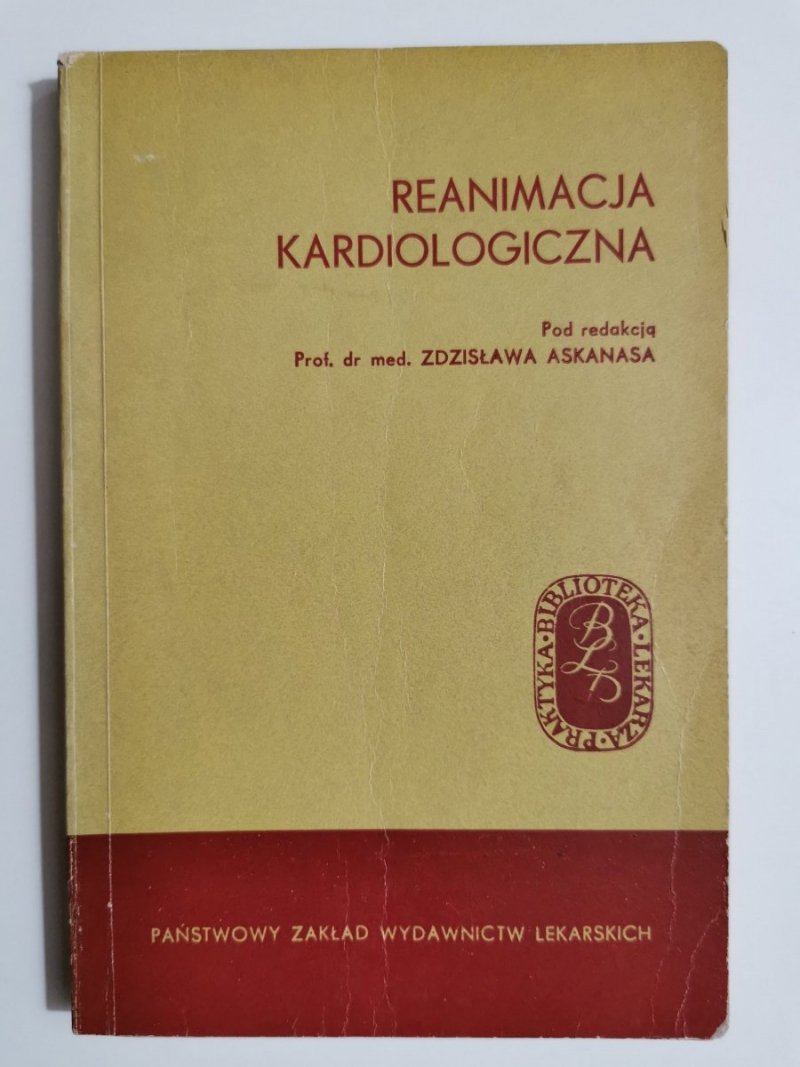 REANIMACJA
KARDIOLOGICZNA
Pod redakcją
Prof. dr med. ZDZISŁAWA ASKANASA
BIBLIOTEKA · LEKARZA · PRAKTYKA ·
BLP
PAŃSTWOWY ZAKŁAD WYDAWNICTW LEKARSKICH